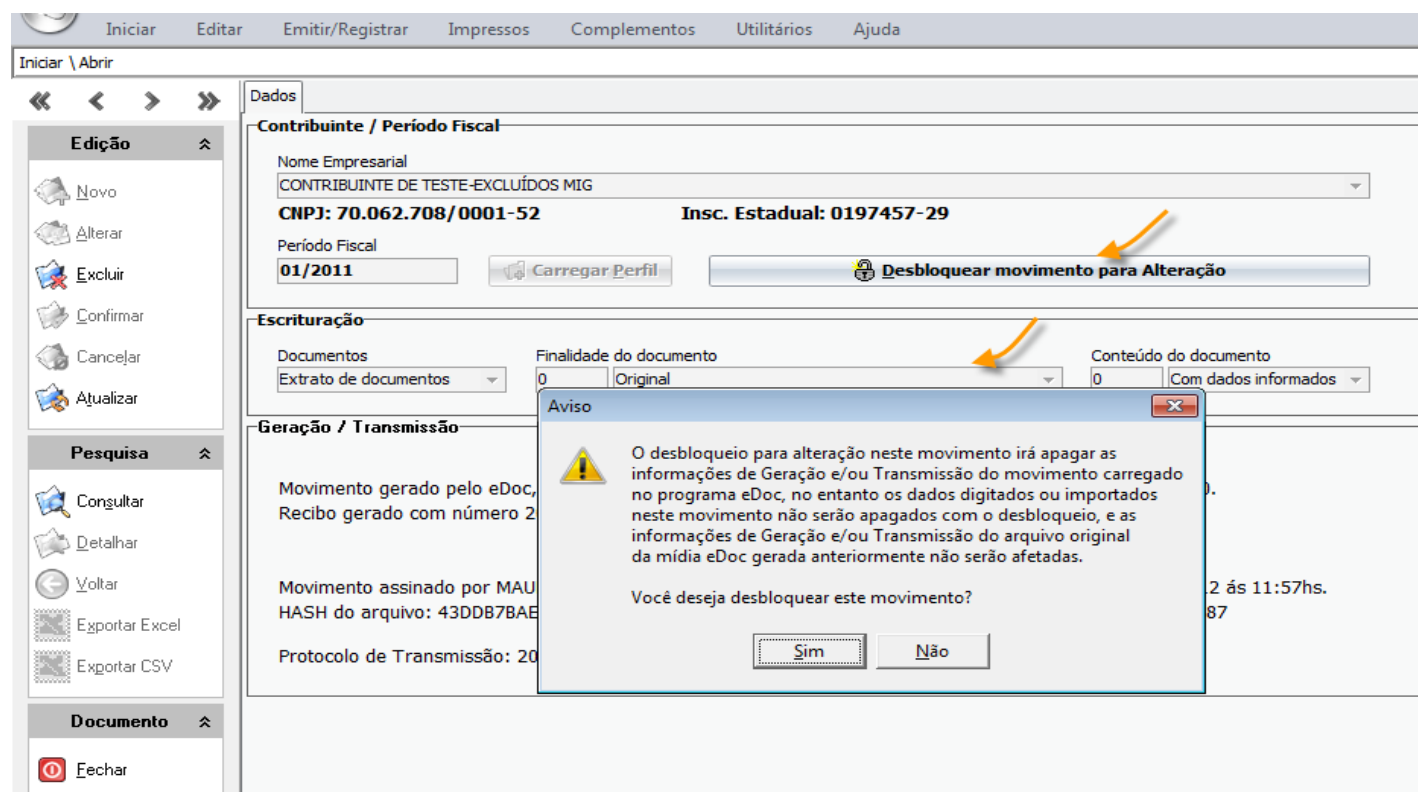 Iniciar Editar Emitir/Registrar Impressos Complementos Utilitários Ajuda
Iniciar \ Abrir
Dados
Edição
Novo
Alterar
Excluir
Confirmar
Cancelar
Atualizar
Pesquisa
Consultar
Detalhar
Voltar
Exportar Excel
Exportar CSV
Documento
Fechar
Contribuinte / Período Fiscal
Nome Empresarial
CONTRIBUINTE DE TESTE-EXCLUÍDOS MIG
CNPJ: 70.062.708/0001-52 Insc. Estadual: 0197457-29
Período Fiscal
01/2011 Carregar Perfil Desbloquear movimento para Alteração
Escrituração
Documentos Finalidade do documento Conteúdo do documento
Extrato de documentos 0 Original 0 Com dados informados
Geração / Transmissão
Movimento gerado pelo eDoc,
Recibo gerado com número 2
Movimento assinado por MAU 2 ás 11:57hs.
HASH do arquivo: 43DDB7BAE 87
Protocolo de Transmissão: 20
Aviso
O desbloqueio para alteração neste movimento irá apagar as
informações de Geração e/ou Transmissão do movimento carregado
no programa eDoc, no entanto os dados digitados ou importados
neste movimento não serão apagados com o desbloqueio, e as
informações de Geração e/ou Transmissão do arquivo original
da mídia eDoc gerada anteriormente não serão afetadas.
Você deseja desbloquear este movimento?
Sim Não